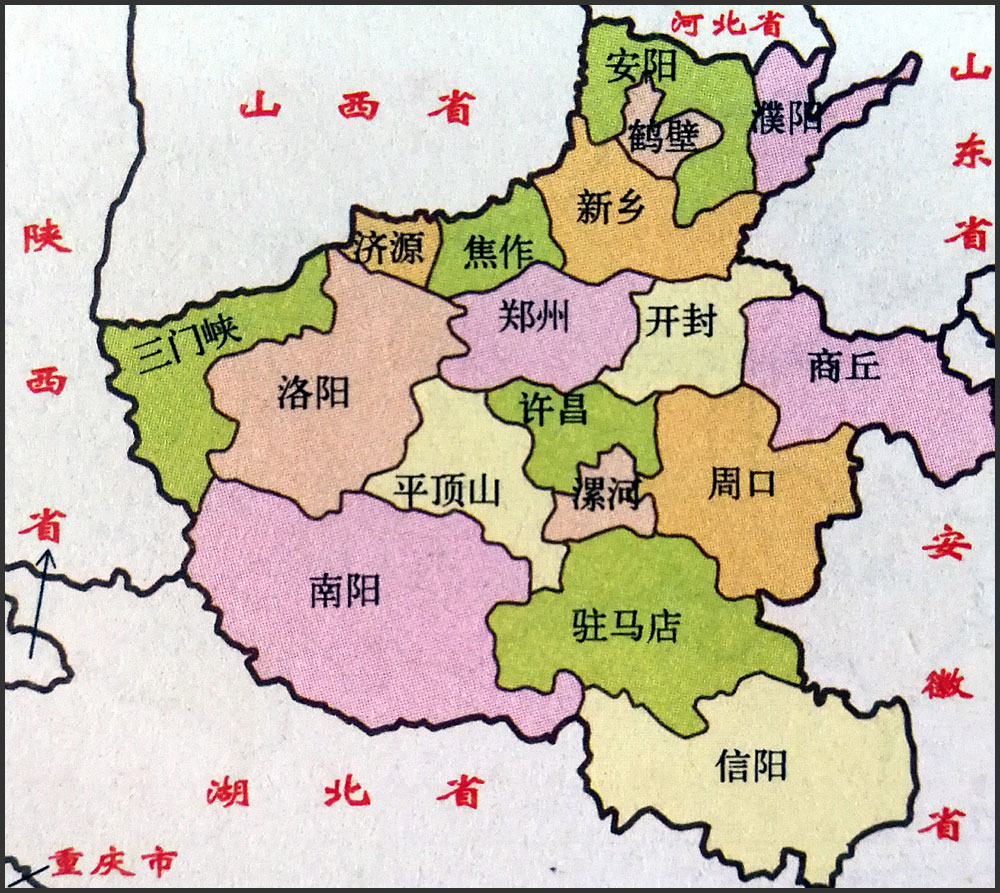 河北省
安阳
山西省
鹤壁
濮阳
山东省
新乡
陕西省
济源
焦作
三门峡
郑州
开封
商丘
洛阳
许昌
平顶山
漯河
周口
南阳
驻马店
安徽省
信阳
湖北省
重庆市